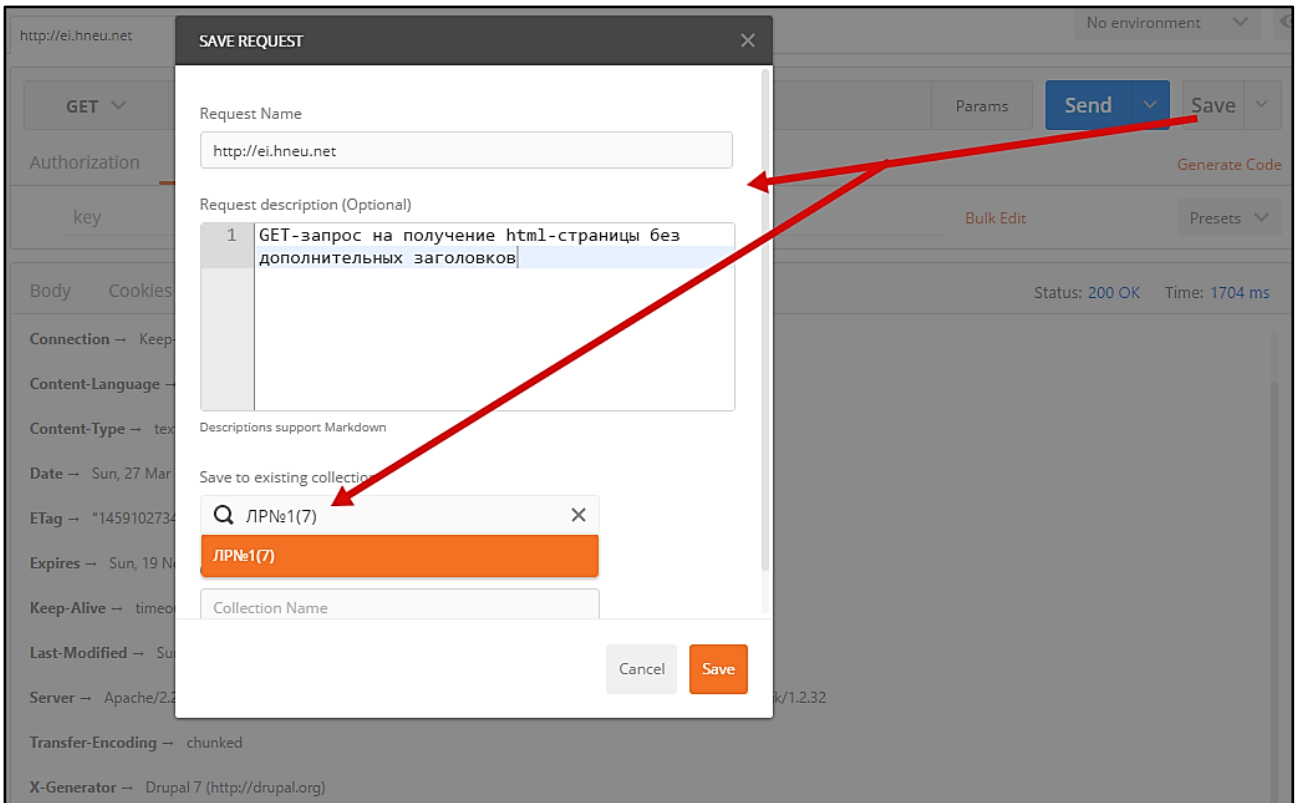 http://ei.hneu.net
No environment
SAVE REQUEST
GET
Params
Send
Save
Request Name
http://ei.hneu.net
Authorization
Generate Code
Request description (Optional)
key
Bulk Edit
Presets
1 GET-запрос на получение html-страницы без
дополнительных заголовков
Body Cookies
Status: 200 OK Time: 1704 ms
Connection → Keep-
Content-Language →
Content-Type → tex
Descriptions support Markdown
Date → Sun, 27 Mar
Save to existing collection
ETag → "1459102734
ЛР№1(7)
Expires → Sun, 19 No
ЛР№1(7)
Keep-Alive → timeou
Collection Name
Last-Modified → Su
Cancel
Save
Server → Apache/2.2
k/1.2.32
Transfer-Encoding → chunked
X-Generator → Drupal 7 (http://drupal.org)